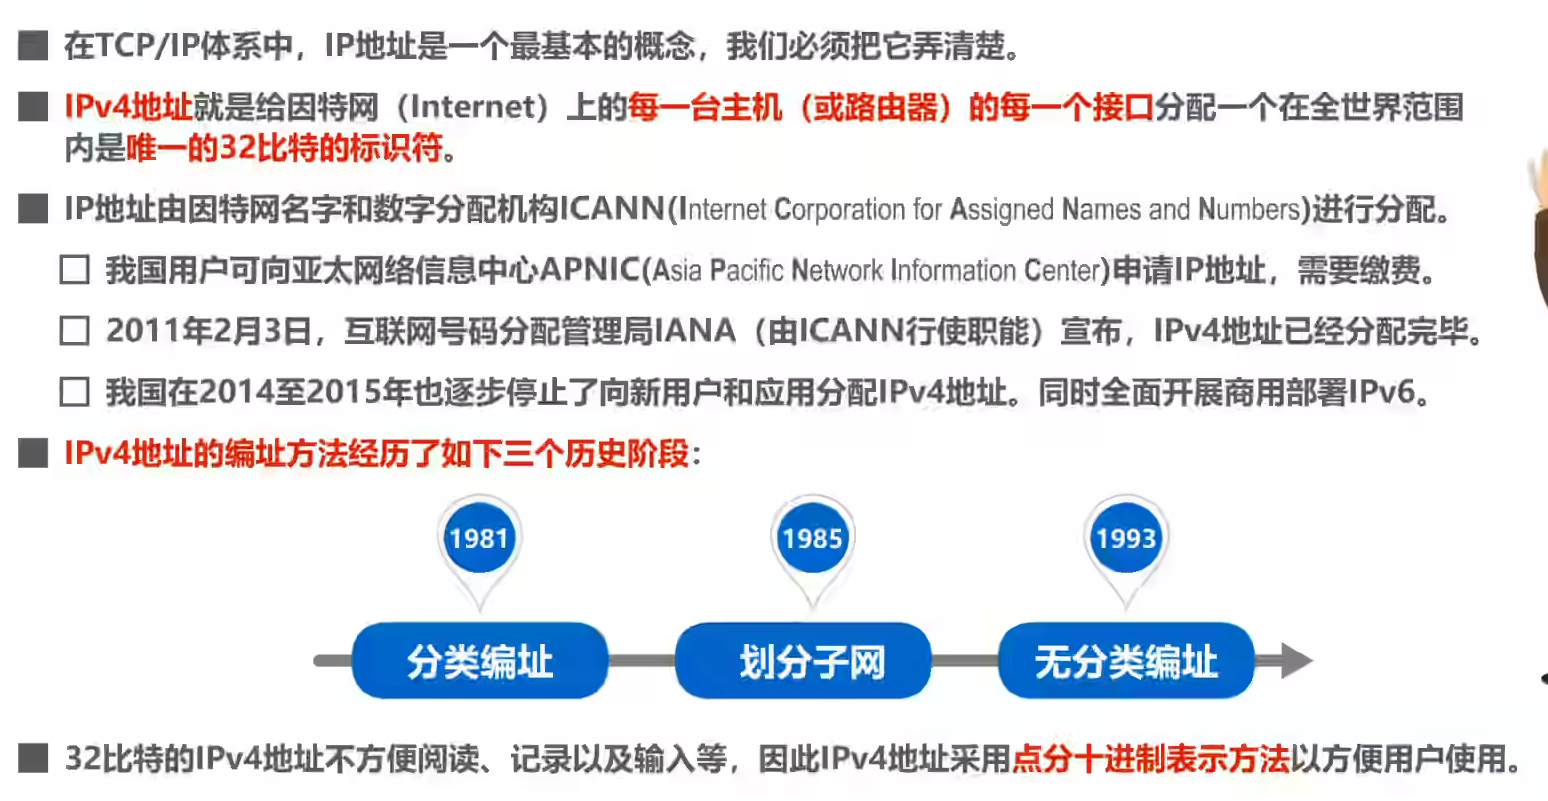 在TCP/IP体系中，IP地址是一个最基本的概念，我们必须把它弄清楚。
IPv4地址就是给因特网（Internet）上的每一台主机（或路由器）的每一个接口分配一个在全世界范围
内是唯一的32比特的标识符。
IP地址由因特网名字和数字分配机构ICANN(Internet Corporation for Assigned Names and Numbers)进行分配。
我国用户可向亚太网络信息中心APNIC(Asia Pacific Network Information Center)申请IP地址，需要缴费。
2011年2月3日，互联网号码分配管理局IANA（由ICANN行使职能）宣布，IPv4地址已经分配完毕。
我国在2014至2015年也逐步停止了向新用户和应用分配IPv4地址。同时全面开展商用部署IPv6。
IPv4地址的编址方法经历了如下三个历史阶段：
1981 1985 1993
分类编址 划分子网 无分类编址
32比特的IPv4地址不方便阅读、记录以及输入等，因此IPv4地址采用点分十进制表示方法以方便用户使用。